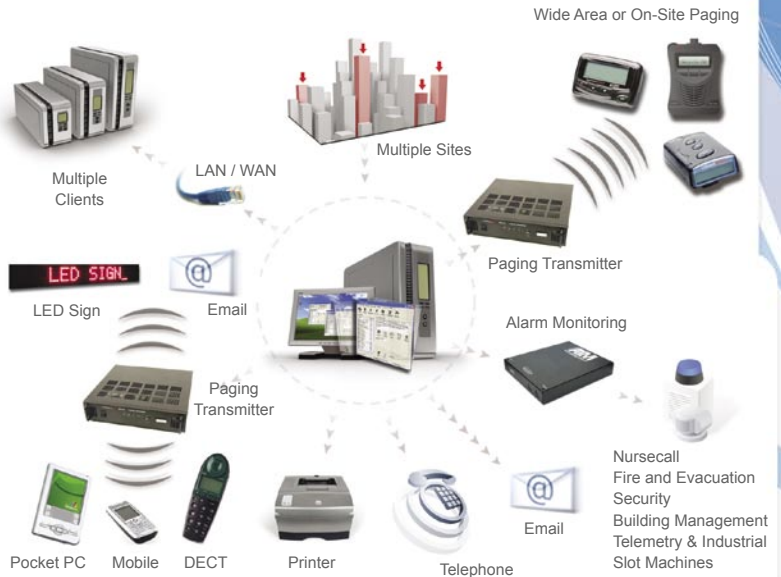 Wide Area or On-Site Paging
Multiple Sites
LAN / WAN
Multiple
Clients
Paging Transmitter
LED SIGN_
LED Sign
Email
Alarm Monitoring
Paging
Transmitter
Nursecall
Fire and Evacuation
Security
Building Management
Telemetry & Industrial
Slot Machines
Email
Pocket PC
Mobile
DECT
Printer
Telephone